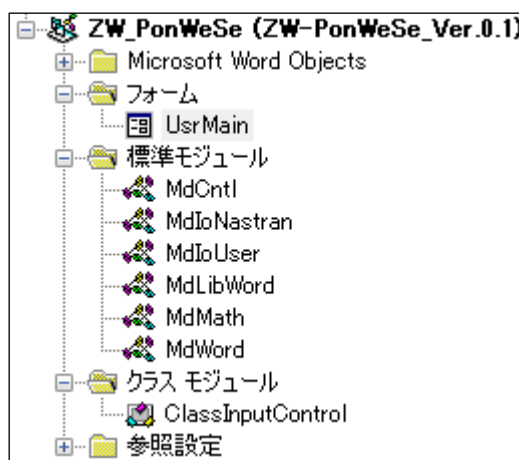 ZW_PonWeSe (ZW-PonWeSe_Ver.0.1)
Microsoft Word Objects
フォーム
UsrMain
標準モジュール
MdCntl
MdIoNastran
MdIoUser
MdLibWord
MdMath
MdWord
クラス モジュール
ClassInputControl
参照設定